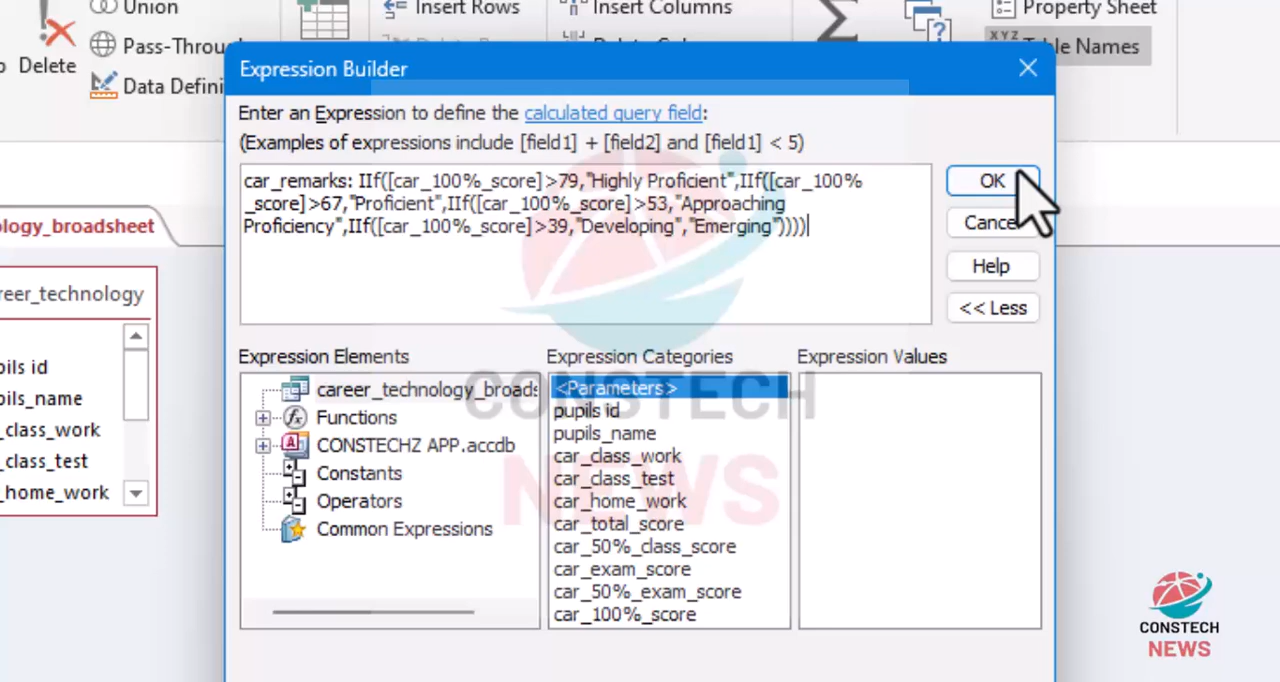 Union
Insert Rows
Insert Columns
Property Sheet
Delete
XYZ
Table Names
Data
Expression Builder
Enter an Expression to define the calculated query field:
(Examples of expressions include [field1] + [field2] and [field1] < 5)
car_remarks: IIf([car_100%_score]>79,"Highly Proficient",IIf([car_100%
_score]>67,"Proficient",IIf([car_100%_score]>53,"Approaching
Proficiency",IIf([car_100%_score]>39,"Developing","Emerging"))))
OK
Cance
Help
<< Less
ology_broadsheet
reer_technology
pils id
pils_name
_class_work
_class_test
_home_work
Expression Elements
career_technology_broads
Functions
CONSTECHZ APP.accdb
Constants
Operators
Common Expressions
Expression Categories
<Parameters>
pupils id
pupils_name
car_class_work
car_class_test
car_home_work
car_total_score
car_50%_class_score
car_exam_score
car_50%_exam_score
car_100%_score
Expression Values
CONSTECH
NEWS
CONSTECH
NEWS